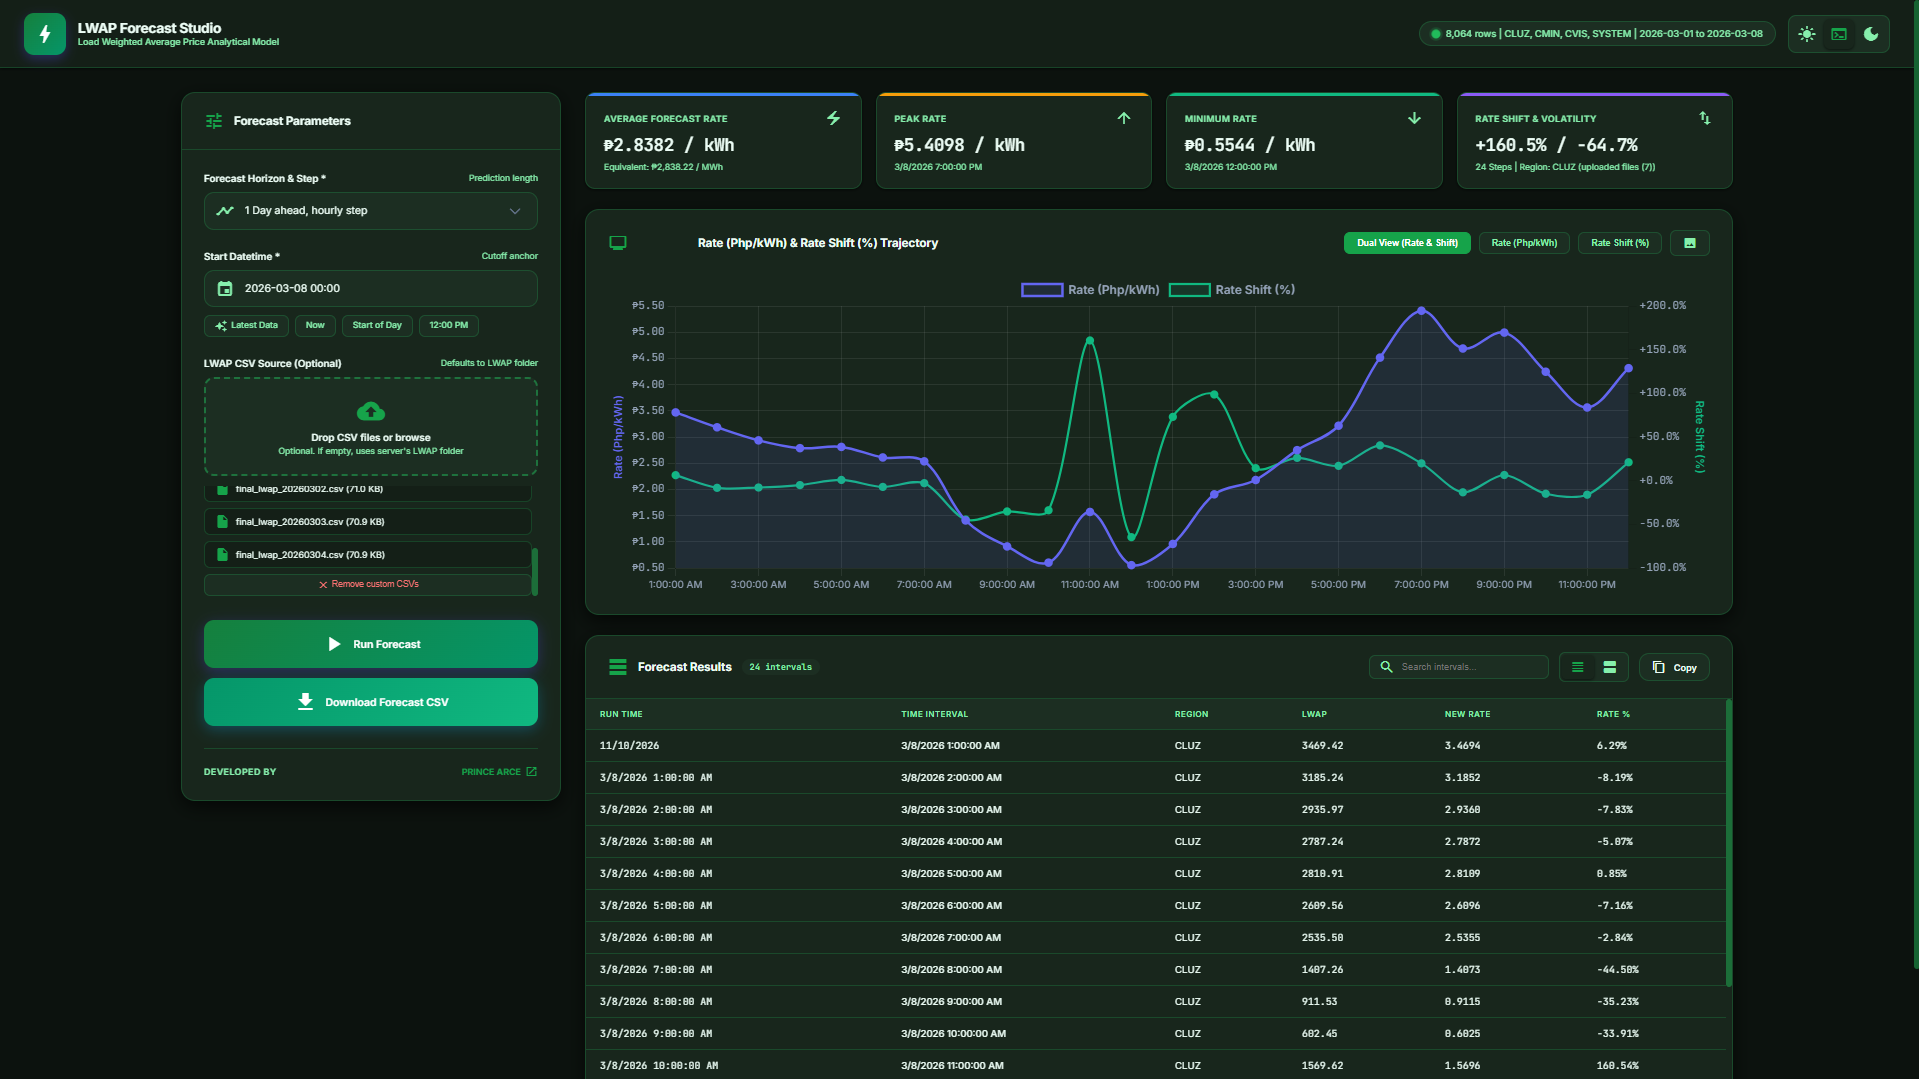 LWAP Forecast Studio
Load Weighted Average Price Analytical Model
8,064 rows | CLUZ, CMIN, CVIS, SYSTEM | 2026-03-01 to 2026-03-08
Forecast Parameters
Forecast Horizon & Step *
Prediction length
1 Day ahead, hourly step
Start Datetime *
Cutoff anchor
2026-03-08 00:00
Latest Data
Now
Start of Day
12:00 PM
LWAP CSV Source (Optional)
Defaults to LWAP folder
Drop CSV files or browse
Optional. If empty, uses server's LWAP folder
final_lwap_20260302.csv (71.0 KB)
final_lwap_20260303.csv (70.9 KB)
final_lwap_20260304.csv (70.9 KB)
Remove custom CSVs
Run Forecast
Download Forecast CSV
DEVELOPED BY
PRINCE ARCE
AVERAGE FORECAST RATE
₱2.8382 / kWh
Equivalent: ₱2,838.22 / MWh
PEAK RATE
₱5.4098 / kWh
3/8/2026 7:00:00 PM
MINIMUM RATE
₱0.5544 / kWh
3/8/2026 12:00:00 PM
RATE SHIFT & VOLATILITY
+160.5% / -64.7%
24 Steps | Region: CLUZ (uploaded files (7))
Rate (Php/kWh) & Rate Shift (%) Trajectory
Dual View (Rate & Shift)
Rate (Php/kWh)
Rate Shift (%)
Rate (Php/kWh)
Rate Shift (%)
₱5.50
₱5.00
₱4.50
₱4.00
₱3.50
₱3.00
₱2.50
₱2.00
₱1.50
₱1.00
₱0.50
Rate (Php/kWh)
+200.0%
+150.0%
+100.0%
+50.0%
+0.0%
-50.0%
-100.0%
Rate Shift (%)
1:00:00 AM
3:00:00 AM
5:00:00 AM
7:00:00 AM
9:00:00 AM
11:00:00 AM
1:00:00 PM
3:00:00 PM
5:00:00 PM
7:00:00 PM
9:00:00 PM
11:00:00 PM
Forecast Results
24 intervals
Search intervals...
Copy
RUN TIME TIME INTERVAL REGION LWAP NEW RATE RATE %
11/10/2026 3/8/2026 1:00:00 AM CLUZ 3469.42 3.4694 6.29%
3/8/2026 1:00:00 AM 3/8/2026 2:00:00 AM CLUZ 3185.24 3.1852 -8.19%
3/8/2026 2:00:00 AM 3/8/2026 3:00:00 AM CLUZ 2935.97 2.9360 -7.83%
3/8/2026 3:00:00 AM 3/8/2026 4:00:00 AM CLUZ 2787.24 2.7872 -5.07%
3/8/2026 4:00:00 AM 3/8/2026 5:00:00 AM CLUZ 2810.91 2.8109 0.85%
3/8/2026 5:00:00 AM 3/8/2026 6:00:00 AM CLUZ 2609.56 2.6096 -7.16%
3/8/2026 6:00:00 AM 3/8/2026 7:00:00 AM CLUZ 2535.50 2.5355 -2.84%
3/8/2026 7:00:00 AM 3/8/2026 8:00:00 AM CLUZ 1407.26 1.4073 -44.50%
3/8/2026 8:00:00 AM 3/8/2026 9:00:00 AM CLUZ 911.53 0.9115 -35.23%
3/8/2026 9:00:00 AM 3/8/2026 10:00:00 AM CLUZ 602.45 0.6025 -33.91%
3/8/2026 10:00:00 AM 3/8/2026 11:00:00 AM CLUZ 1569.62 1.5696 160.54%